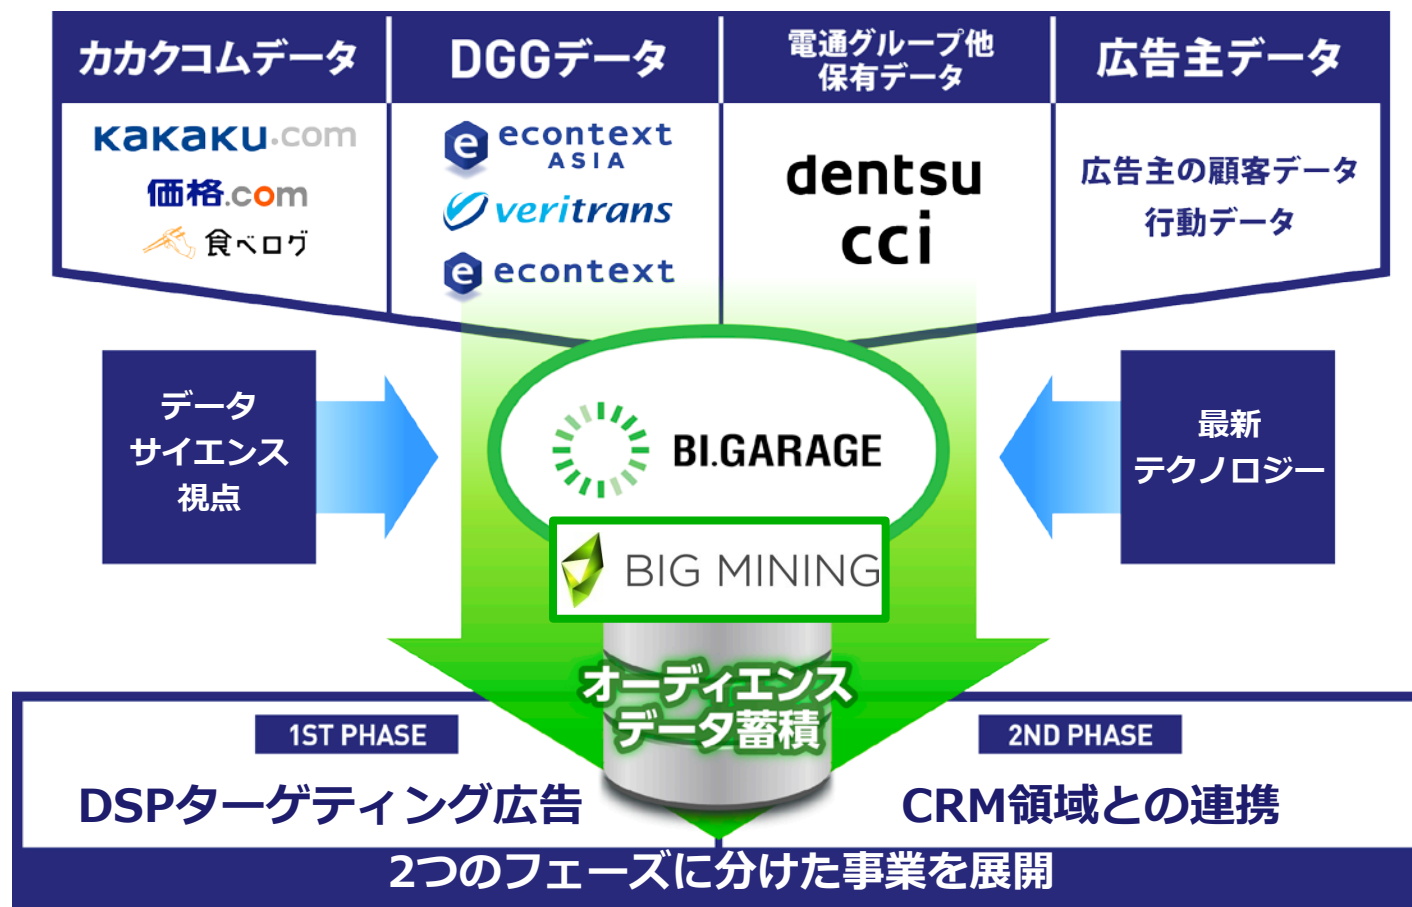 カカクコムデータ
kakaku.com
価格.com
食べログ
DGGデータ
econtext
ASIA
veritrans
econtext
電通グループ他
保有データ
dentsu
cci
広告主データ
広告主の顧客データ
行動データ
データ
サイエンス
視点
BI.GARAGE
BIG MINING
最新
テクノロジー
オーディエンス
データ蓄積
1ST PHASE
DSPターゲティング広告
2ND PHASE
CRM領域との連携
2つのフェーズに分けた事業を展開